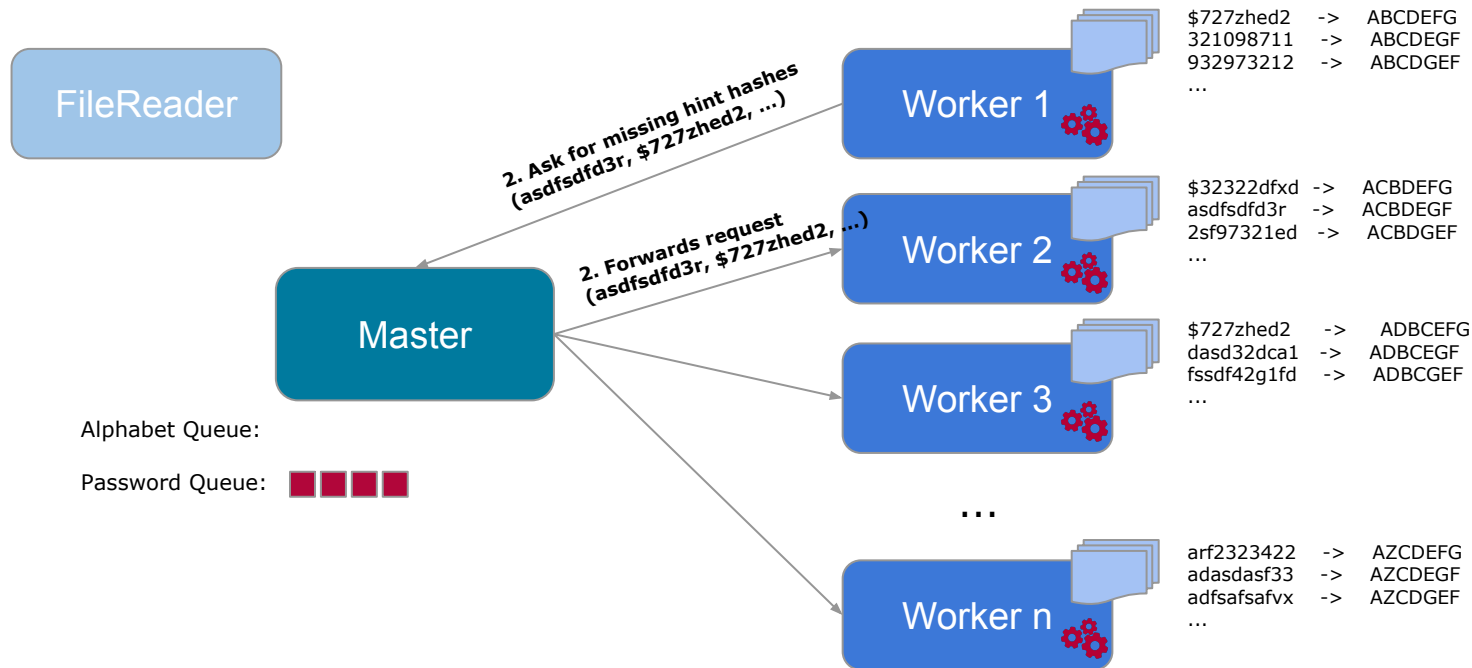 FileReader
2. Ask for missing hint hashes
(asdfsdfd3r, $727zhed2, ...)
Worker 1
$727zhed2 -> ABCDEFG
321098711 -> ABCDEGF
932973212 -> ABCDGEF
...
2. Forwards request
(asdfsdfd3r, $727zhed2, ...)
Worker 2
$32322dfxd -> ACBDEFG
asdfsdfd3r -> ACBDEGF
2sf97321ed -> ACBDGEF
...
Master
Worker 3
$727zhed2 -> ADBCEFG
dasd32dca1 -> ADBCEGF
fssdf42g1fd -> ADBCGEF
...
Alphabet Queue:
Password Queue:
...
Worker n
arf2323422 -> AZCDEFG
adasdasf33 -> AZCDEGF
adfsafsafvx -> AZCDGEF
...